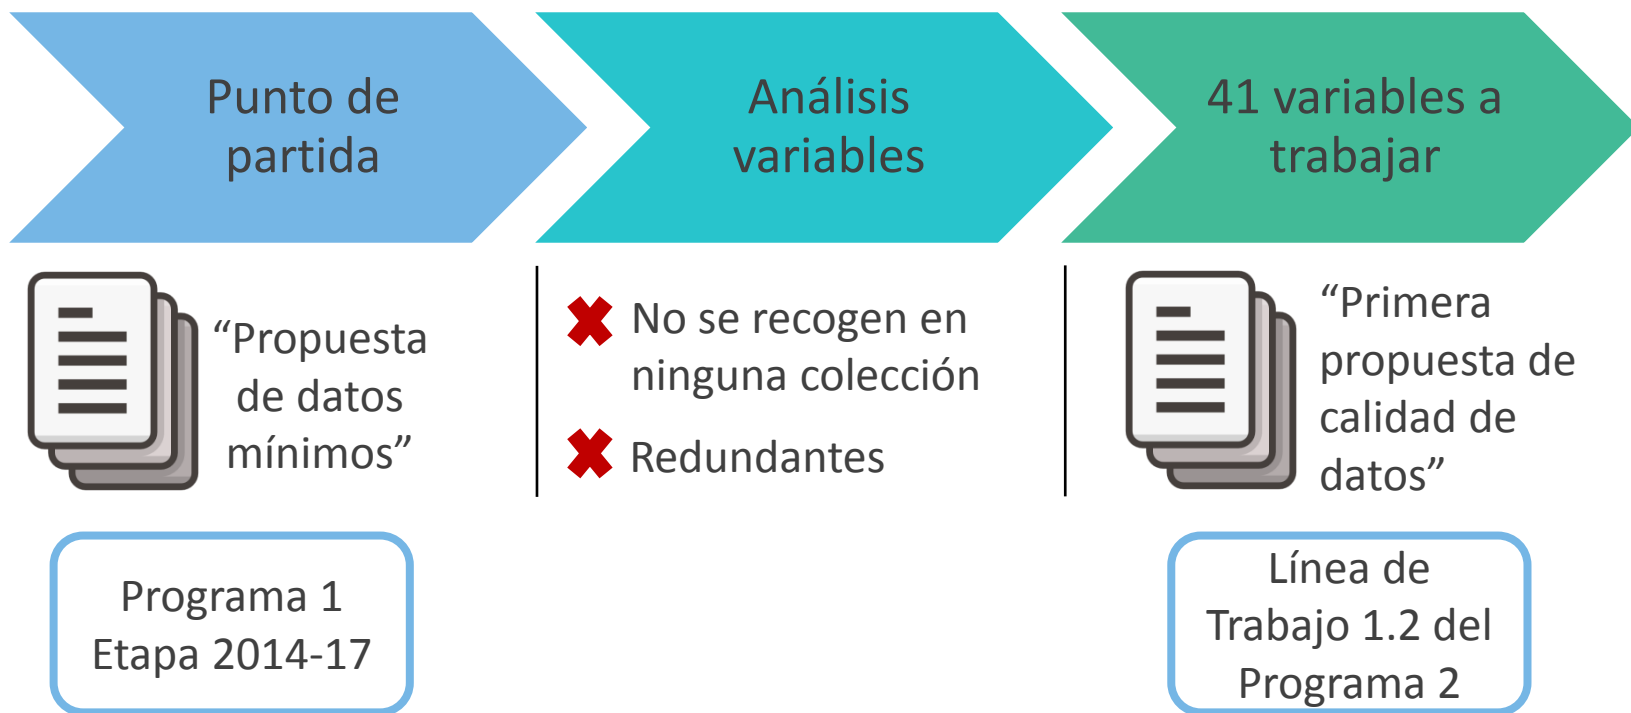 Punto de
partida
Análisis
variables
41 variables a
trabajar
“Propuesta
de datos
mínimos”
No se recogen en
ninguna colección
Redundantes
“Primera
propuesta de
calidad de
datos”
Programa 1
Etapa 2014-17
Línea de
Trabajo 1.2 del
Programa 2